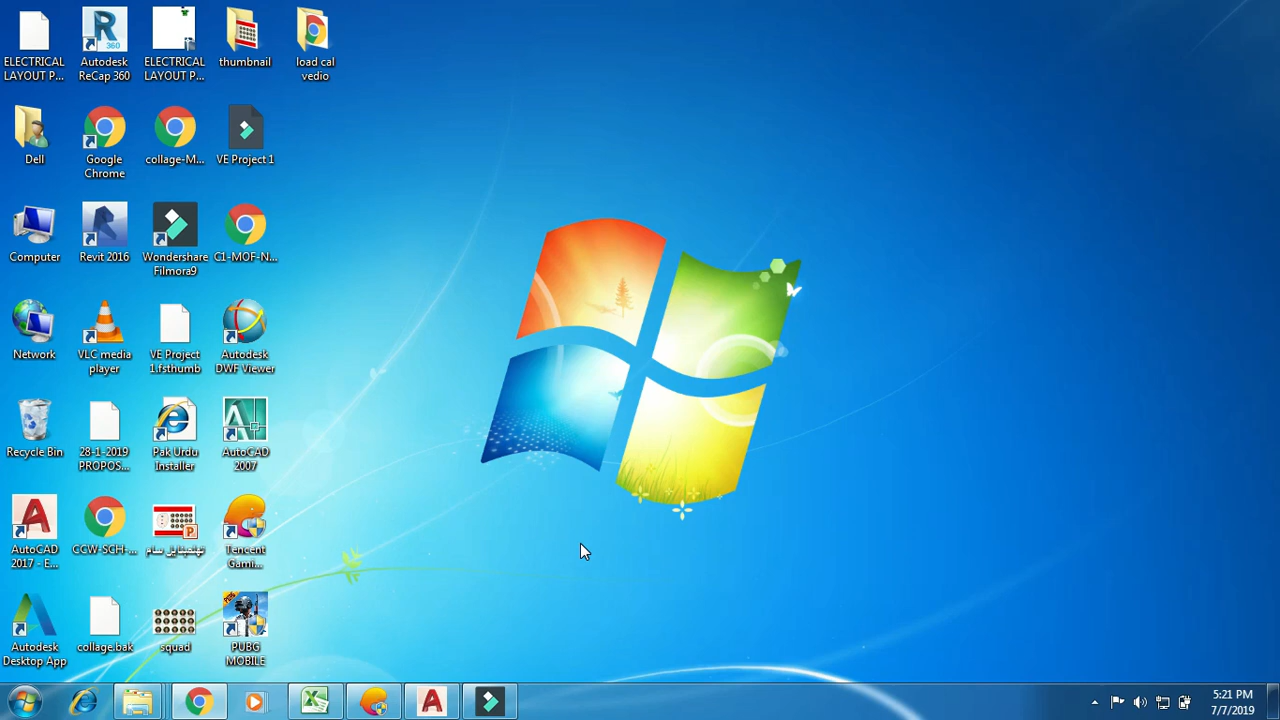 ELECTRICAL
LAYOUT P...
Autodesk
ReCap 360
ELECTRICAL
LAYOUT P...
thumbnail
load cal
vedio
Dell
Google
Chrome
collage-M...
VE Project 1
Computer
Revit 2016
Wondershare
Filmora9
C1-MOF-N...
Network
VLC media
player
VE Project
1.fsthumb
Autodesk
DWF Viewer
Recycle Bin
28-1-2019
PROPOS...
Pak Urdu
Installer
AutoCAD
2007
AutoCAD
2017 - E...
CCW-SCH-...
Tencent
Gami...
Autodesk
Desktop App
collage.bak
squad
PUBG
MOBILE
5:21 PM
7/7/2019